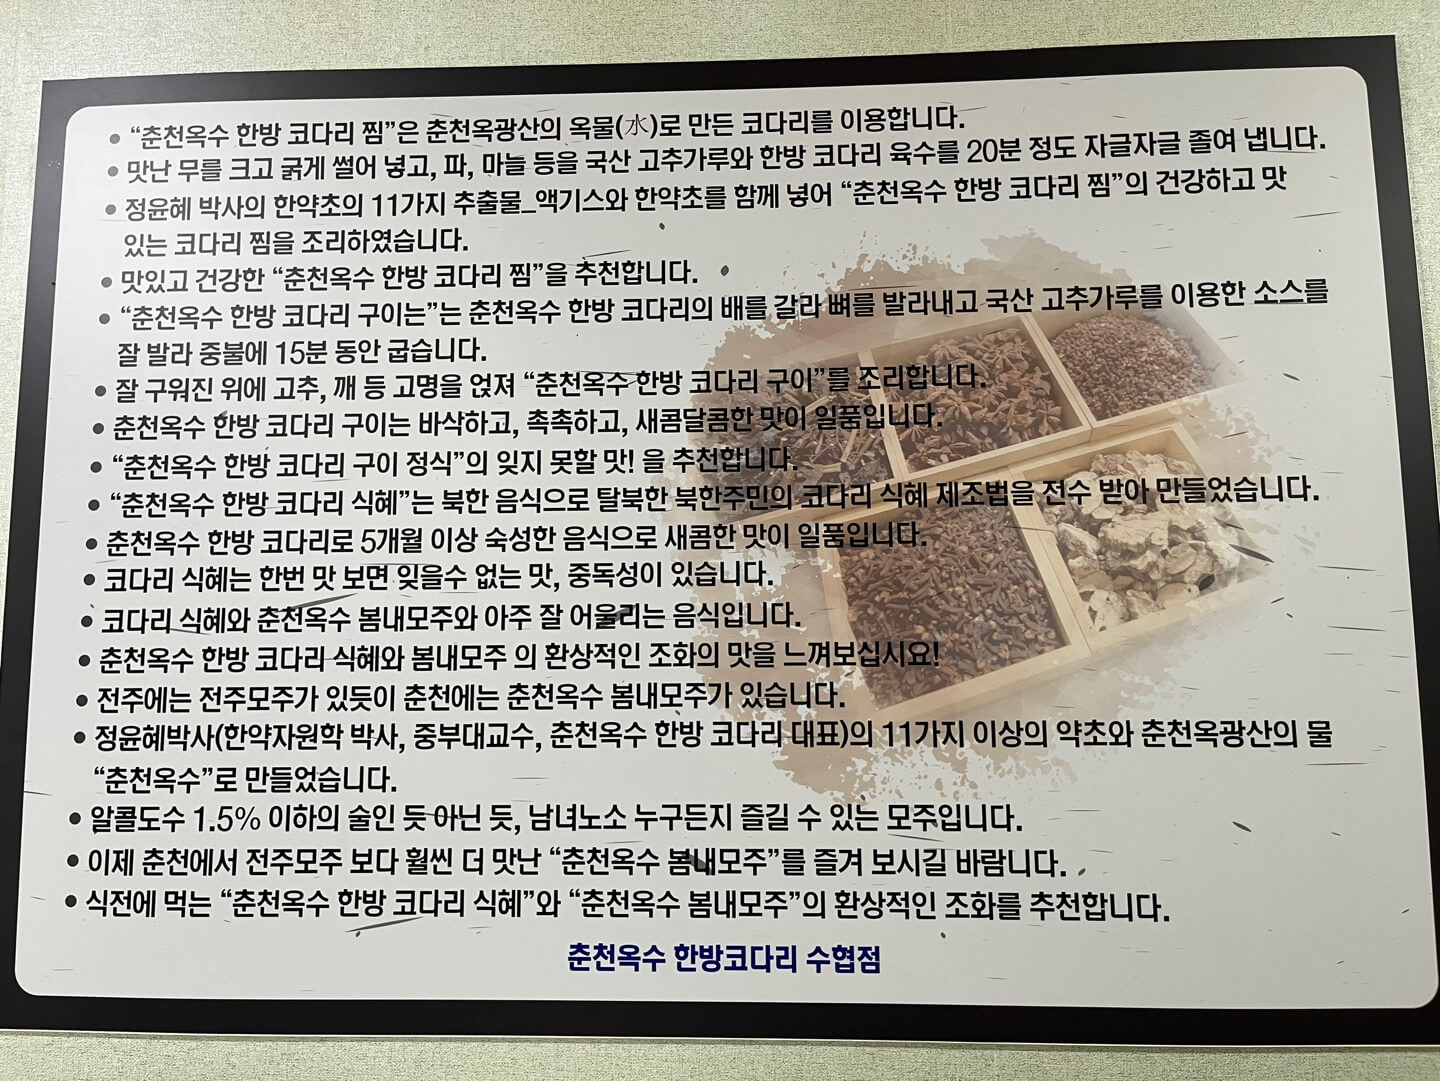 • “춘천옥수 한방 코다리 찜”은 춘천옥광산의 옥물(水)로 만든 코다리를 이용합니다.
• 맛난 무를 크고 굵게 썰어 넣고, 파, 마늘 등을 국산 고추가루와 한방 코다리 육수를 20분 정도 자글자글 졸여 냅니다.
• 정윤혜 박사의 한약초의 11가지 추출물_액기스와 한약초를 함께 넣어 “춘천옥수 한방 코다리 찜”의 건강하고 맛
있는 코다리 찜을 조리하였습니다.
• 맛있고 건강한 “춘천옥수 한방 코다리 찜”을 추천합니다.
• “춘천옥수 한방 코다리 구이는”는 춘천옥수 한방 코다리의 배를 갈라 뼈를 발라내고 국산 고추가루를 이용한 소스를
잘 발라 중불에 15분 동안 굽습니다.
• 잘 구워진 위에 고추, 깨 등 고명을 얹져 “춘천옥수 한방 코다리 구이”를 조리합니다.
• 춘천옥수 한방 코다리 구이는 바삭하고, 촉촉하고, 새콤달콤한 맛이 일품입니다.
• “춘천옥수 한방 코다리 구이 정식”의 잊지 못할 맛! 을 추천합니다.
• “춘천옥수 한방 코다리 식혜”는 북한 음식으로 탈북한 북한주민의 코다리 식혜 제조법을 전수 받아 만들었습니다.
• 춘천옥수 한방 코다리로 5개월 이상 숙성한 음식으로 새콤한 맛이 일품입니다.
• 코다리 식혜는 한번 맛 보면 잊을수 없는 맛, 중독성이 있습니다.
• 코다리 식혜와 춘천옥수 봄내모주와 아주 잘 어울리는 음식입니다.
• 춘천옥수 한방 코다리 식혜와 봄내모주 의 환상적인 조화의 맛을 느껴보십시요!
• 전주에는 전주모주가 있듯이 춘천에는 춘천옥수 봄내모주가 있습니다.
• 정윤혜박사(한약자원학 박사, 중부대교수, 춘천옥수 한방 코다리 대표)의 11가지 이상의 약초와 춘천옥광산의 물
“춘천옥수”로 만들었습니다.
• 알콜도수 1.5% 이하의 술인 듯 아닌 듯, 남녀노소 누구든지 즐길 수 있는 모주입니다.
• 이제 춘천에서 전주모주 보다 훨씬 더 맛난 “춘천옥수 봄내모주”를 즐겨 보시길 바랍니다.
• 식전에 먹는 “춘천옥수 한방 코다리 식혜”와 “춘천옥수 봄내모주”의 환상적인 조화를 추천합니다.
춘천옥수 한방코다리 수협점